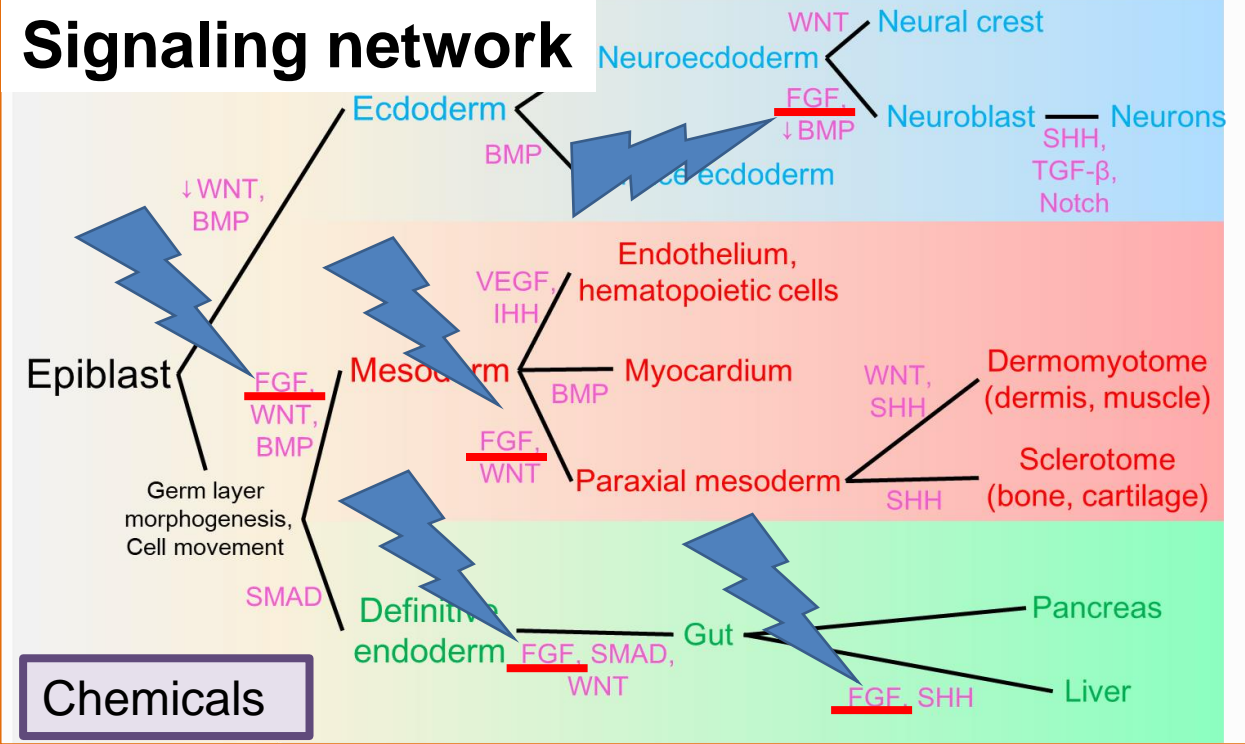 Signaling network
WNT
Neural crest
Neuroecdoderm
Ecdoderm
FGF,
↓BMP
Neuroblast
Neurons
BMP
ecdoderm
SHH,
TGF-β,
Notch
↓WNT,
BMP
Endothelium,
hematopoietic cells
VEGF,
IHH
Epiblast
Mesoderm
Myocardium
BMP
WNT,
SHH
Dermomyotome
(dermis, muscle)
FGF,
WNT,
BMP
FGF,
WNT
Paraxial mesoderm
Sclerotome
(bone, cartilage)
SHH
Germ layer
morphogenesis,
Cell movement
SMAD
Definitive
endoderm
FGF, SMAD,
WNT
Gut
Pancreas
Liver
FGF, SHH
Chemicals